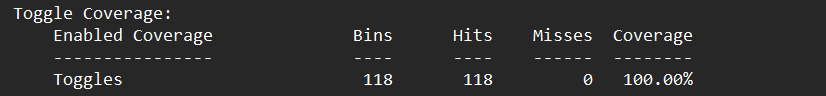 Toggle Coverage:
    Enabled Coverage              Bins      Hits    Misses  Coverage
    ----------------              ----      ----    ------  --------
    Toggles                        118       118         0   100.00%